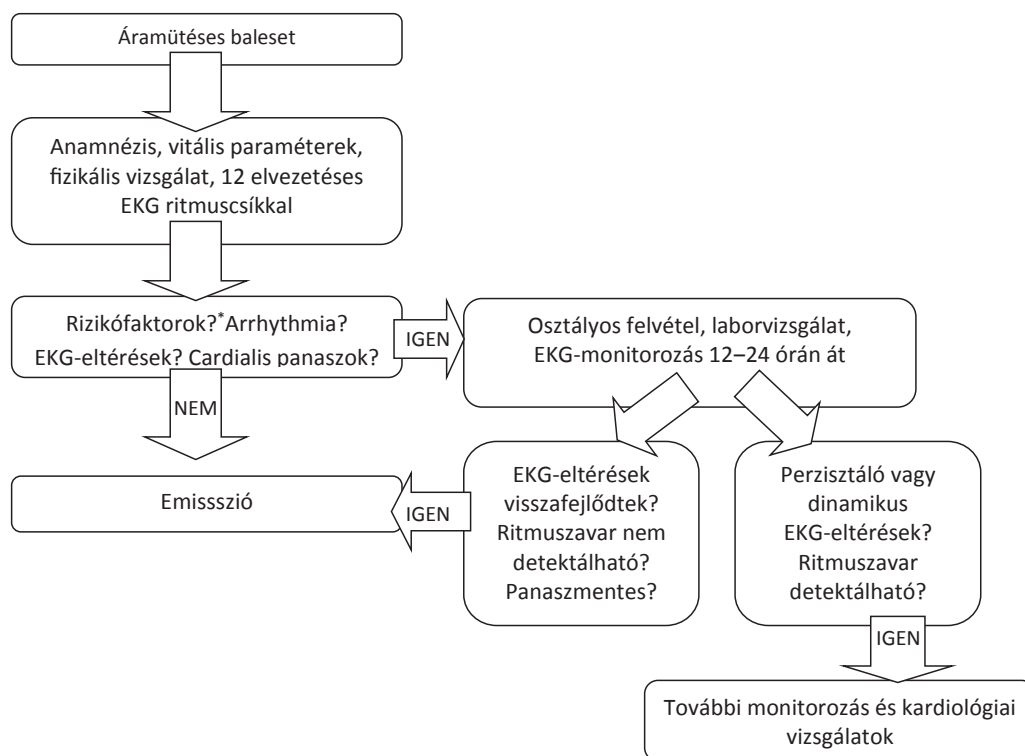 Áramütéses baleset
Anamnézis, vitális paraméterek,
fizikális vizsgálat, 12 elvezetéses
EKG ritmuscsíkkal
Rizikófaktorok?*Arrhythmia?
EKG-eltérések? Cardialis panaszok?
IGEN
Osztályos felvétel, laborvizsgálat,
EKG-monitorozás 12–24 órán át
NEM
Emissszió
IGEN
EKG-eltérések
visszafejlődtek?
Ritmuszavar nem
detektálható?
Panaszmentes?
Perzisztáló vagy
dinamikus
EKG-eltérések?
Ritmuszavar
detektálható?
IGEN
További monitorozás és kardiológiai
vizsgálatok